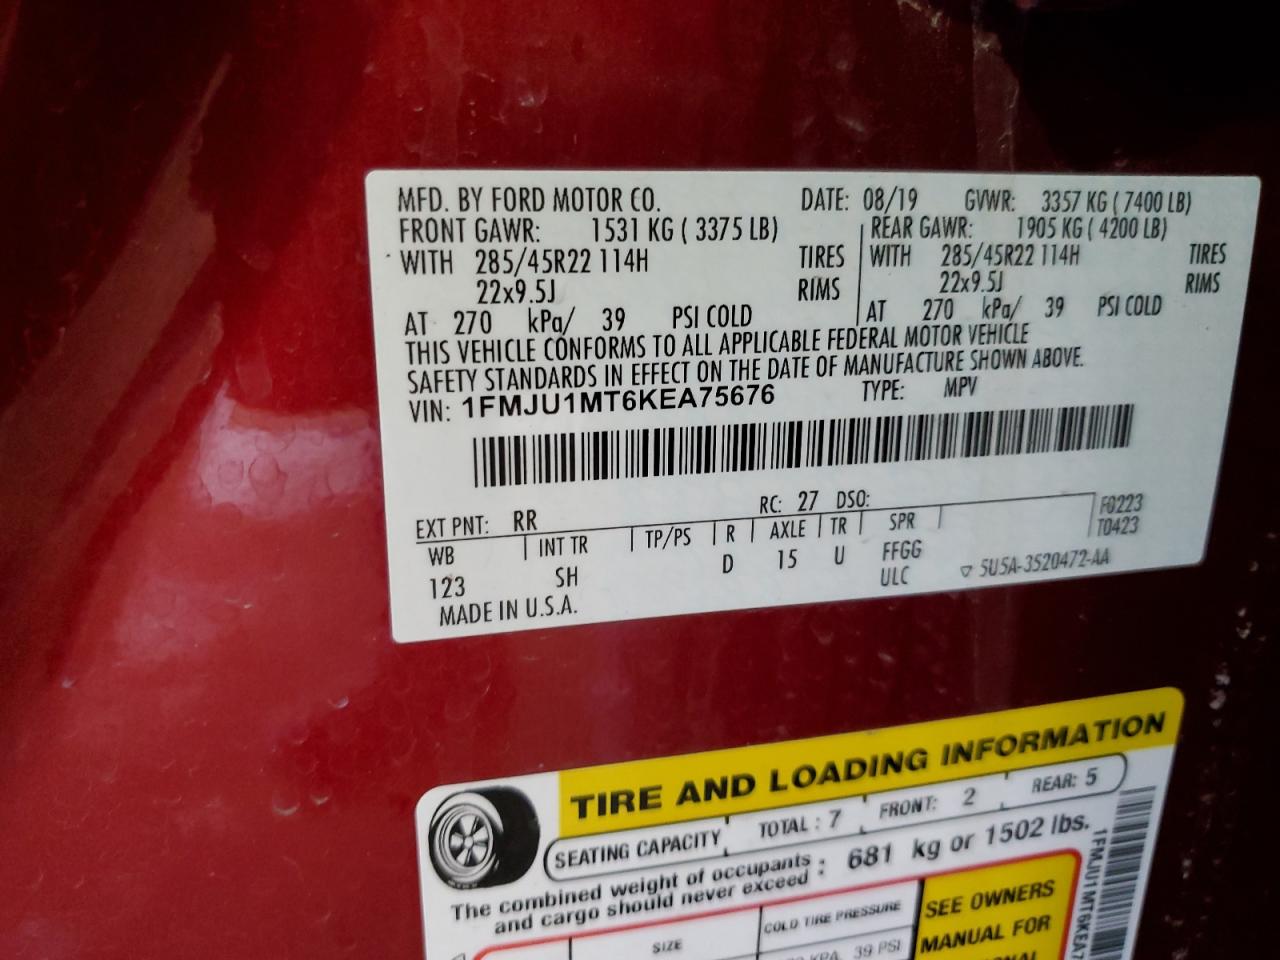 MFD. BY FORD MOTOR CO. DATE: 08/19 GVWR: 3357 KG ( 7400 LB)
FRONT GAWR: 1531 KG ( 3375 LB) REAR GAWR: 1905 KG ( 4200 LB)
WITH 285/45R22 114H TIRES WITH 285/45R22 114H TIRES
22x9.5J RIMS 22x9.5J RIMS
AT 270 kPa/ 39 PSI COLD AT 270 kPa/ 39 PSI COLD
THIS VEHICLE CONFORMS TO ALL APPLICABLE FEDERAL MOTOR VEHICLE
SAFETY STANDARDS IN EFFECT ON THE DATE OF MANUFACTURE SHOWN ABOVE.
VIN: 1FMJU1MT6KEA75676 TYPE: MPV
EXT PNT: RR RC: 27 DSO: F0223
WB INT TR TP/PS R AXLE TR SPR T0423
123 SH D 15 U FFGG
ULC ▽ 5U5A-3520472-AA
MADE IN U.S.A.
TIRE AND LOADING INFORMATION
SEATING CAPACITY TOTAL : 7 FRONT: 2 REAR: 5
The combined weight of occupants : 681 kg or 1502 lbs.
and cargo should never exceed :
SIZE COLD TIRE PRESSURE SEE OWNERS
KPA, 39 PSI MANUAL FOR
1FMJU1MT6KEA7